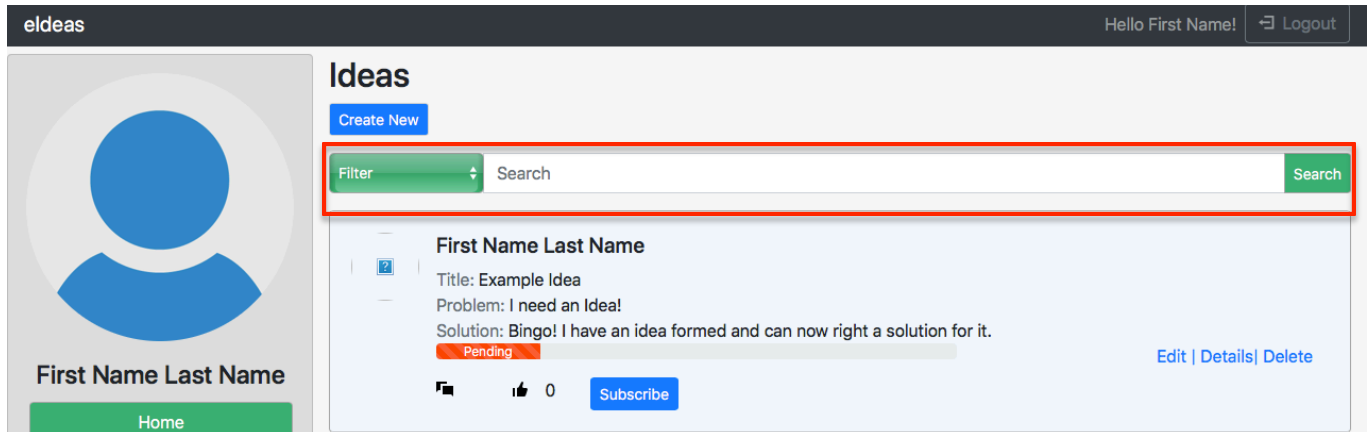 eIdeas
Hello First Name! Logout
Ideas
Create New
Filter Search Search
First Name Last Name
Title: Example Idea
Problem: I need an Idea!
Solution: Bingo! I have an idea formed and can now right a solution for it.
Pending
Edit | Details| Delete
0 Subscribe
First Name Last Name
Home